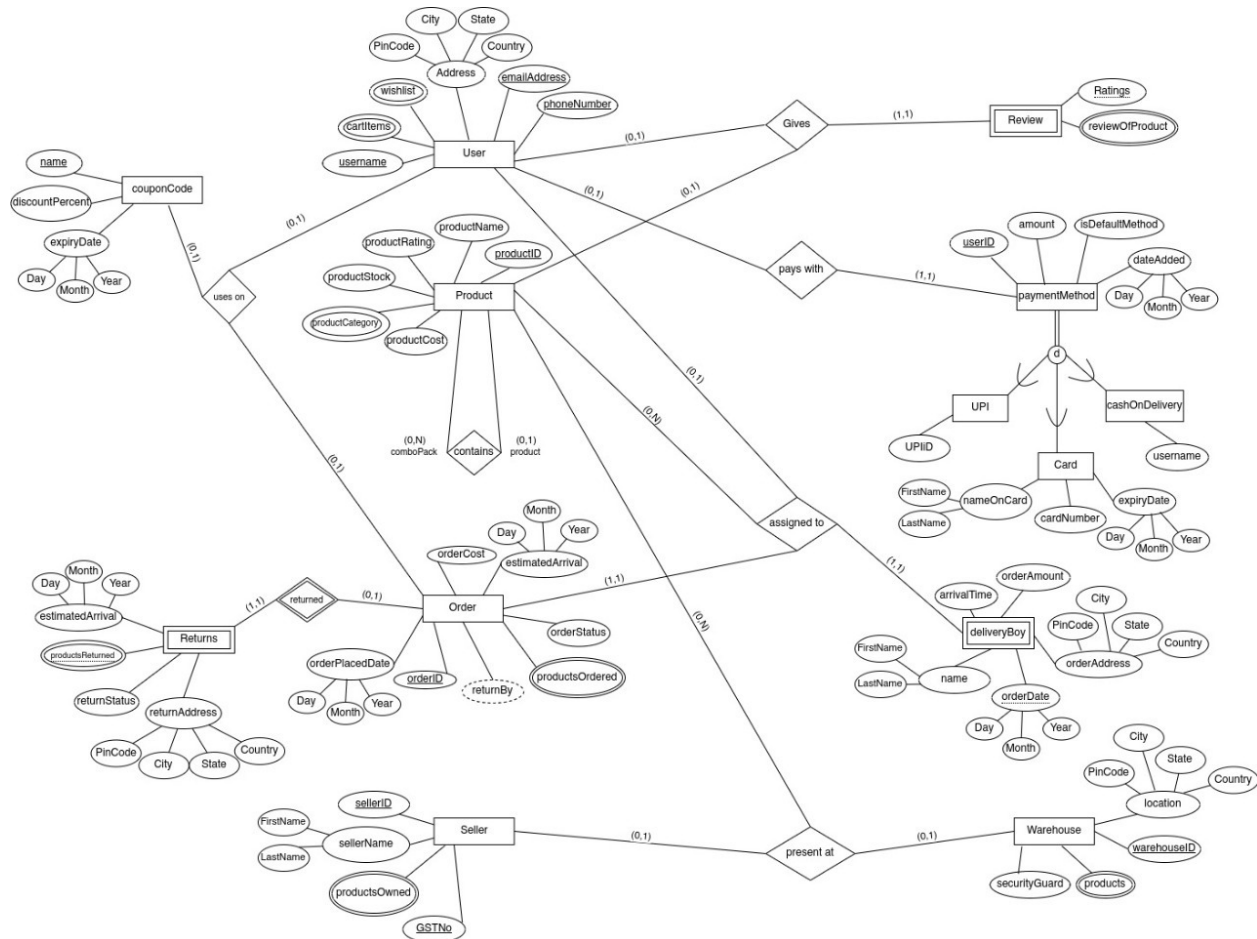 City
State
PinCode
Country
Address
wishlist
emailAddress
phoneNumber
cartItems
username
User
(0,1)
Gives
(1,1)
Review
Ratings
reviewOfProduct
name
couponCode
discountPercent
expiryDate
Day
Month
Year
(0,1)
(0,1)
uses on
(0,1)
(0,1)
(0,1)
productName
productRating
productID
productStock
Product
productCategory
productCost
(0,N)
comboPack
contains
(0,1)
product
pays with
(1,1)
amount
isDefaultMethod
userID
dateAdded
paymentMethod
Day
Month
Year
d
UPI
cashOnDelivery
UPIiD
username
Card
FirstName
nameOnCard
LastName
cardNumber
expiryDate
Day
Month
Year
(0,1)
(0,N)
(0,1)
assigned to
(1,1)
(1,1)
Month
Day
Year
orderCost
estimatedArrival
Order
orderStatus
orderPlacedDate
Day
Month
Year
orderID
returnBy
productsOrdered
(0,1)
returned
(1,1)
Month
Day
Year
estimatedArrival
Returns
productsReturned
returnStatus
returnAddress
PinCode
City
State
Country
(0,N)
orderAmount
arrivalTime
deliveryBoy
City
PinCode
State
Country
orderAddress
FirstName
LastName
name
orderDate
Day
Month
Year
sellerID
FirstName
sellerName
LastName
Seller
productsOwned
GSTNo
(0,1)
present at
(0,1)
Warehouse
City
State
PinCode
Country
location
warehouseID
securityGuard
products